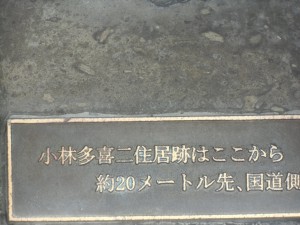 小林多喜二住居跡はここから
約20メートル先、国道側